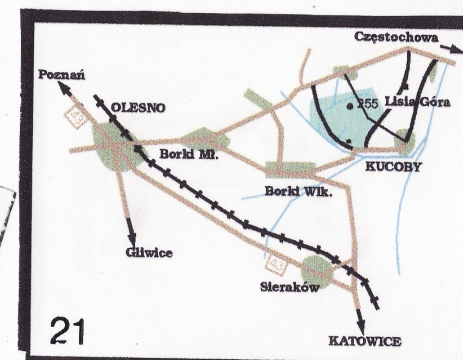 Częstochowa
Poznań
43
OLESNO
255
Lisia Góra
Borki Mł.
KUCOBY
Borki Wlk.
Gliwice
43
Sieraków
21
KATOWICE